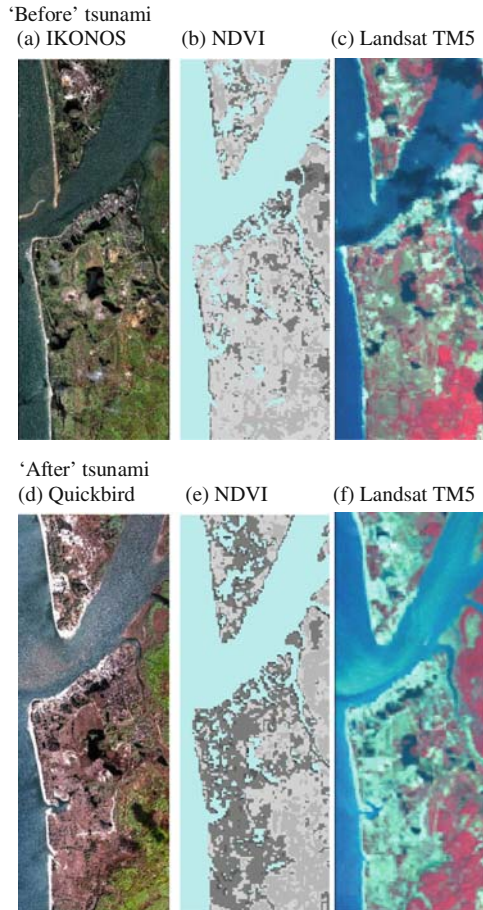 ‘Before’ tsunami
(a) IKONOS (b) NDVI (c) Landsat TM5
‘After’ tsunami
(d) Quickbird (e) NDVI (f) Landsat TM5